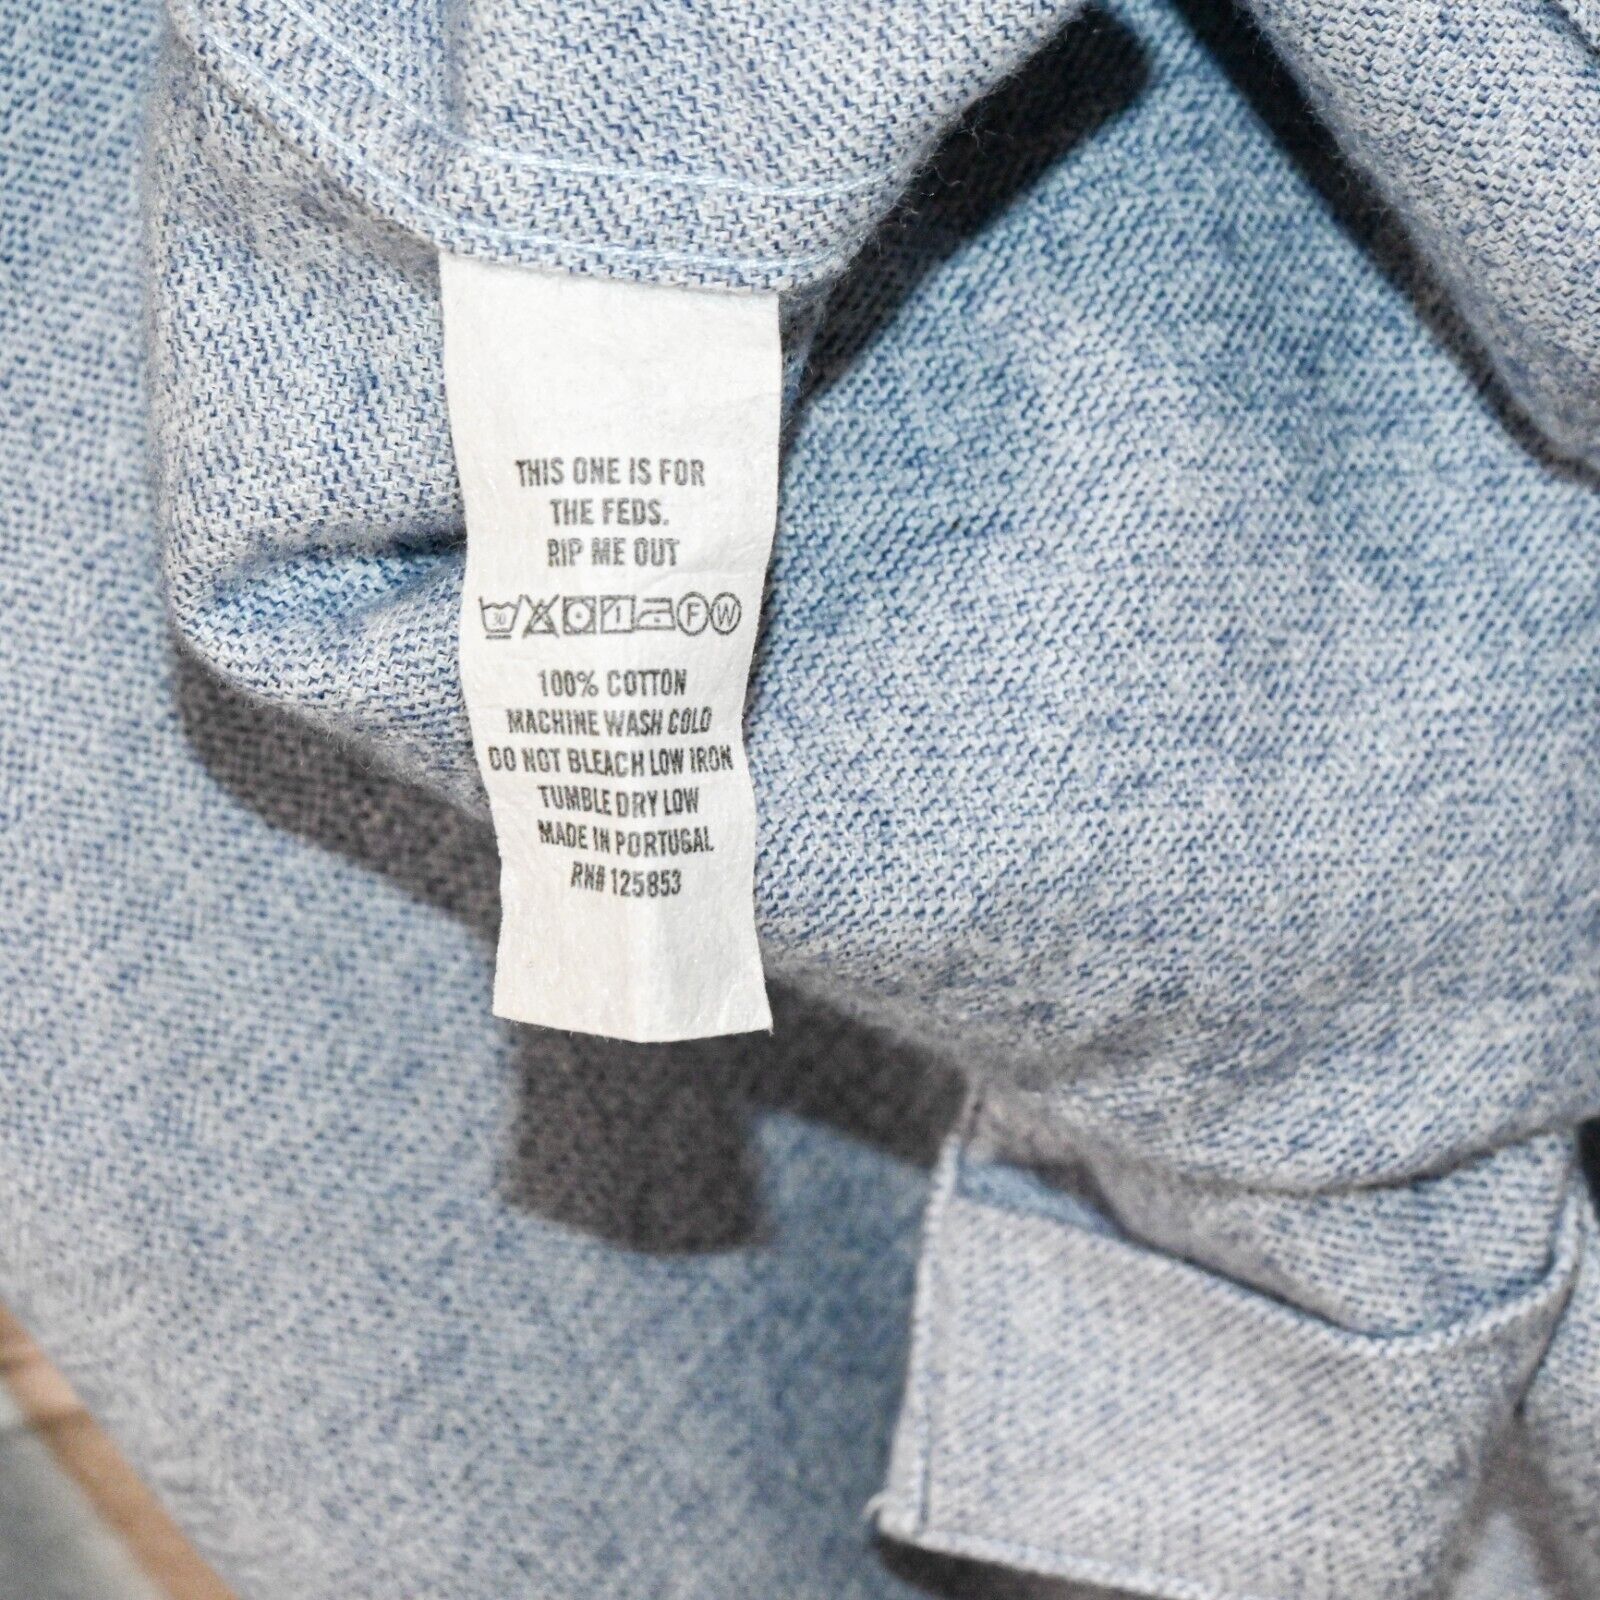 THIS ONE IS FOR
THE FEDS.
RIP ME OUT
30 F W
100% COTTON
MACHINE WASH COLD
DO NOT BLEACH LOW IRON
TUMBLE DRY LOW
MADE IN PORTUGAL
RN# 125853